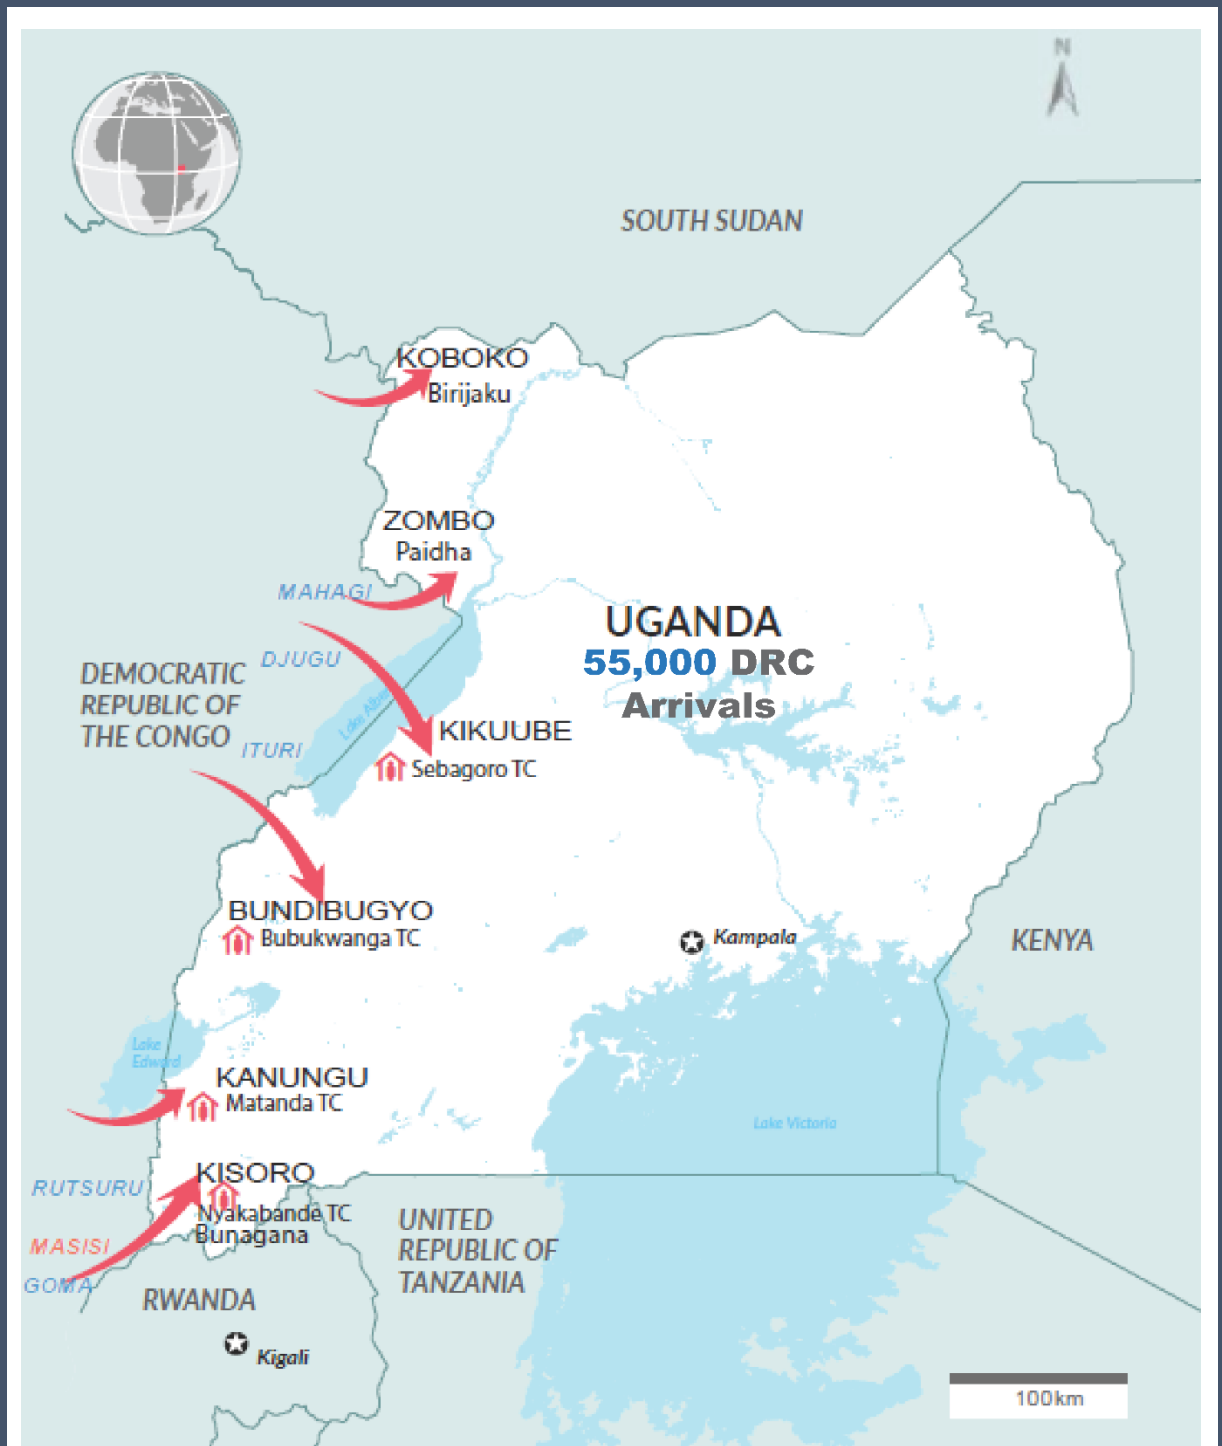 N
SOUTH SUDAN
KOBOKO
Birijaku
ZOMBO
Paidha
MAHAGI
UGANDA
55,000 DRC
Arrivals
DJUGU
DEMOCRATIC
REPUBLIC OF
THE CONGO
ITURI
Lake Albert
KIKUUBE
Sebagoro TC
BUNDIBUGYO
Bubukwanga TC
Kampala
KENYA
Lake
Edward
KANUNGU
Matanda TC
Lake Victoria
KISORO
RUTSURU
Nyakabande TC
Bunagana
MASISI
GOMA
UNITED
REPUBLIC OF
TANZANIA
RWANDA
Kigali
100km